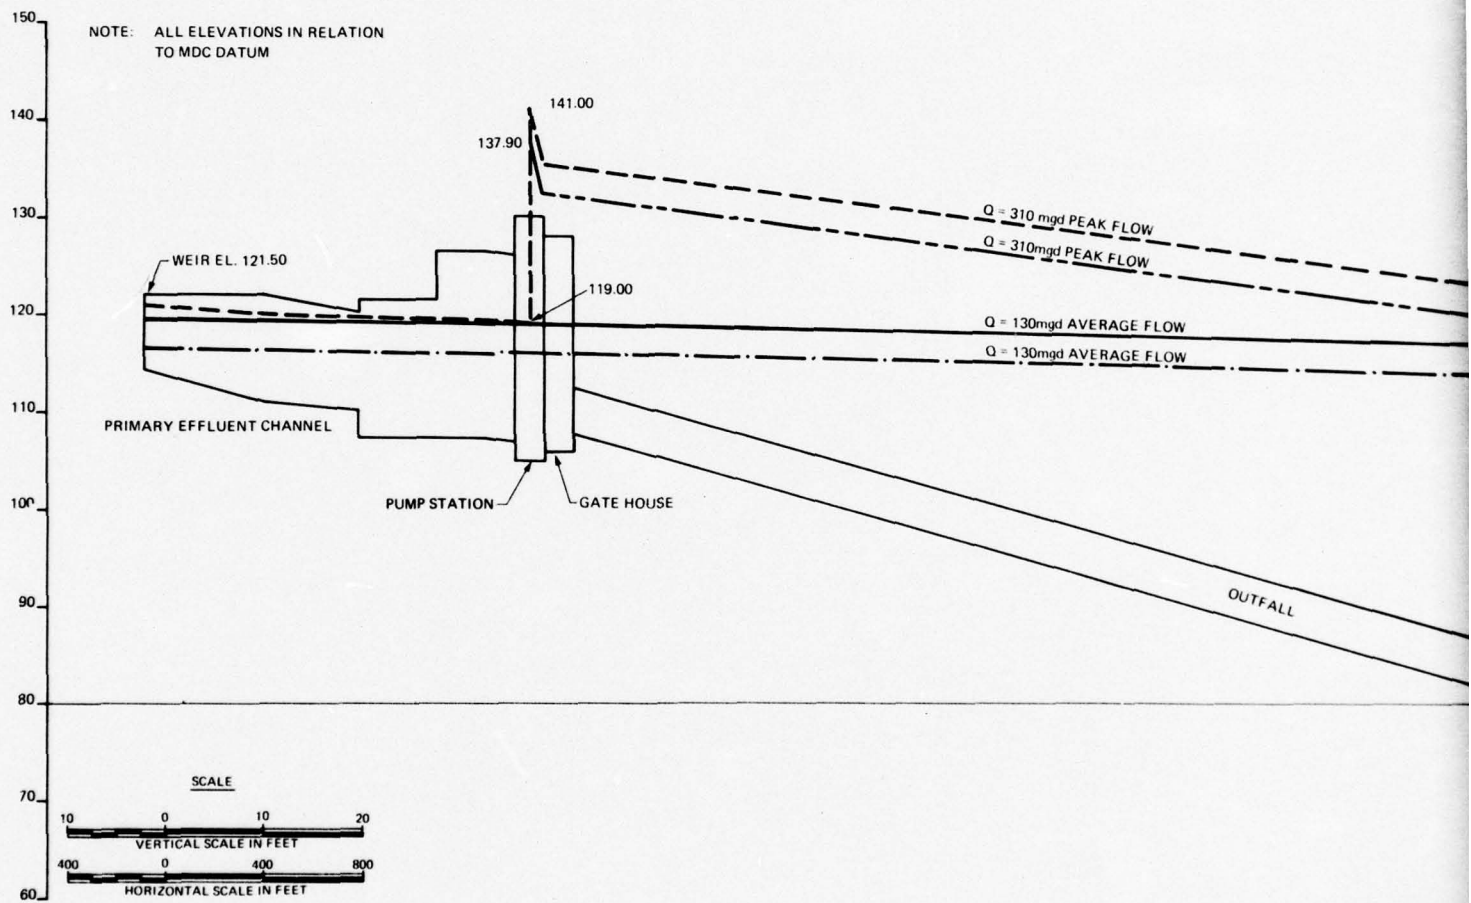 150
NOTE: ALL ELEVATIONS IN RELATION
TO MDC DATUM
140
141.00
137.90
130
Q = 310 mgd PEAK FLOW
Q = 310mgd PEAK FLOW
WEIR EL. 121.50
119.00
120
Q = 130mgd AVERAGE FLOW
Q = 130mgd AVERAGE FLOW
110
PRIMARY EFFLUENT CHANNEL
100
PUMP STATION
GATE HOUSE
90
OUTFALL
80
SCALE
70
10 0 10 20
VERTICAL SCALE IN FEET
400 0 400 800
HORIZONTAL SCALE IN FEET
60